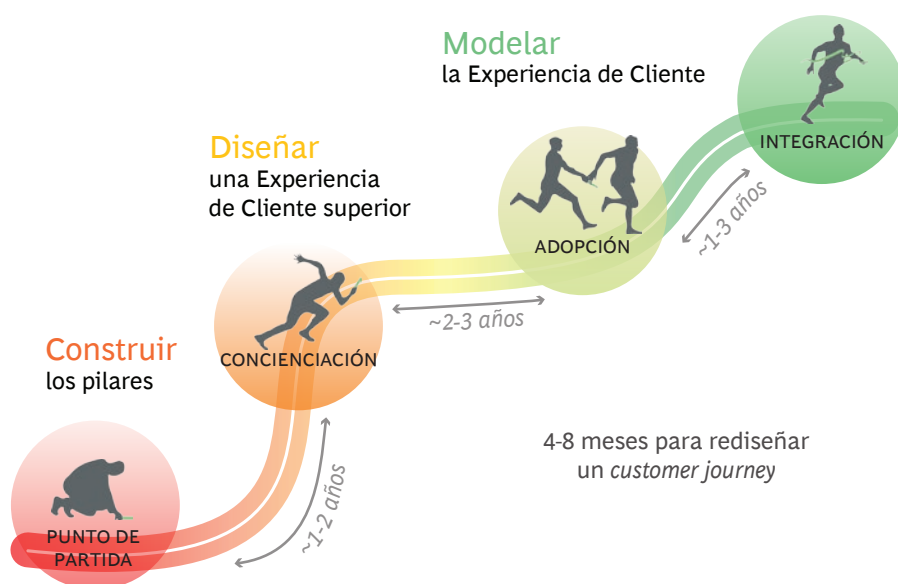 Modelar
la Experiencia de Cliente
INTEGRACIÓN
~1-3 años
Diseñar
una Experiencia
de Cliente superior
ADOPCIÓN
~2-3 años
CONCIENCIACIÓN
Construir
los pilares
~1-2 años
PUNTO DE
PARTIDA
4-8 meses para rediseñar
un customer journey